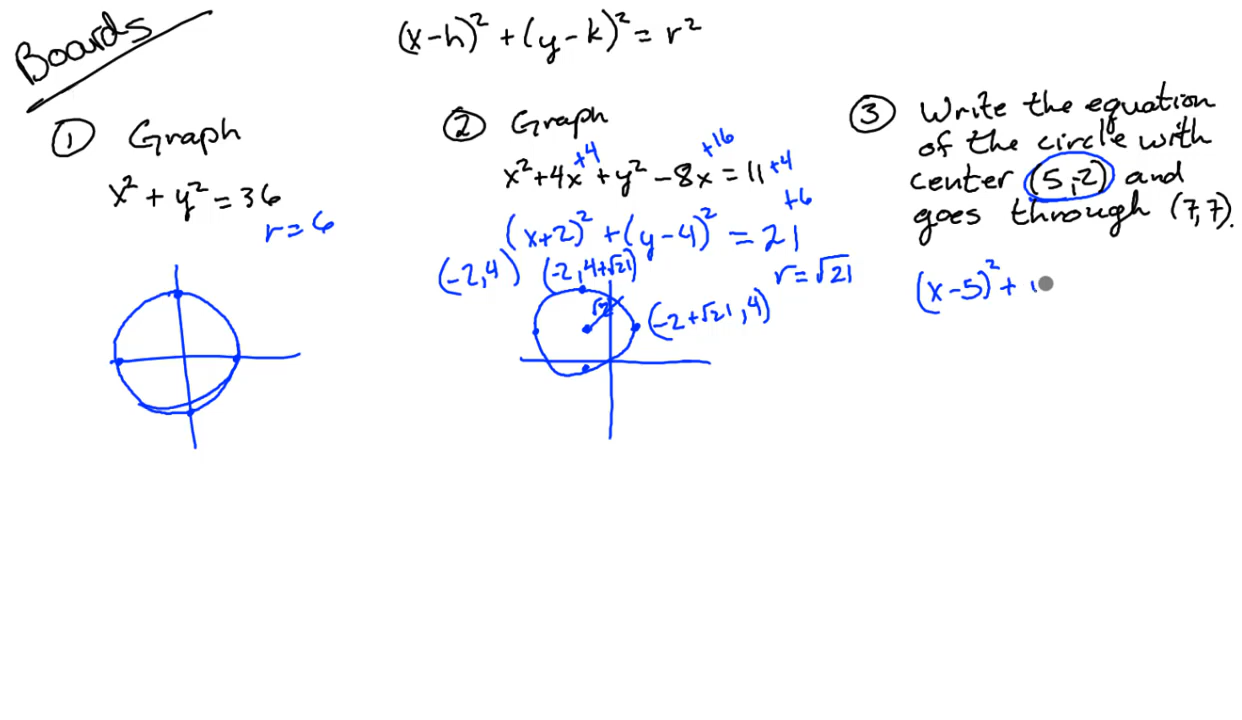 Boards
(x-h)² + (y-k)² = r²
① Graph
x² + y² = 36
r = 6
② Graph
+4 +16
x² + 4x + y² - 8x = 11 +4
+6
(x+2)² + (y-4)² = 21
(-2,4) (-2, 4+√21) r = √21
√21
(-2+√21, 4)
③ Write the equation
of the circle with
center (5,-2) and
goes through (7,7).
(x-5)² +